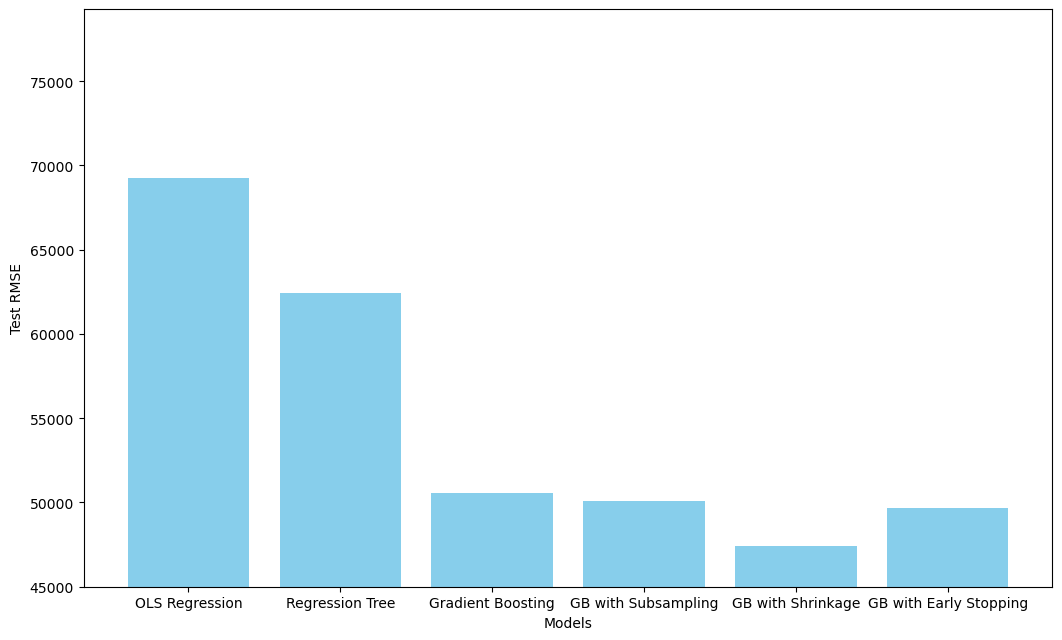 Test RMSE
75000
70000
65000
60000
55000
50000
45000
OLS Regression Regression Tree Gradient Boosting GB with Subsampling GB with Shrinkage GB with Early Stopping
Models